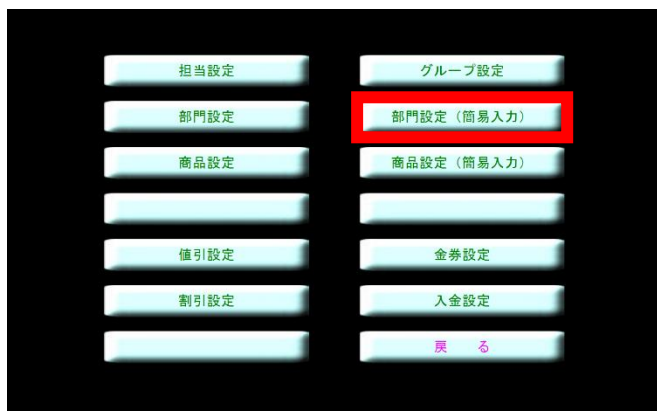 担当設定
グループ設定
部門設定
部門設定（簡易入力）
商品設定
商品設定（簡易入力）
値引設定
金券設定
割引設定
入金設定
戻　る